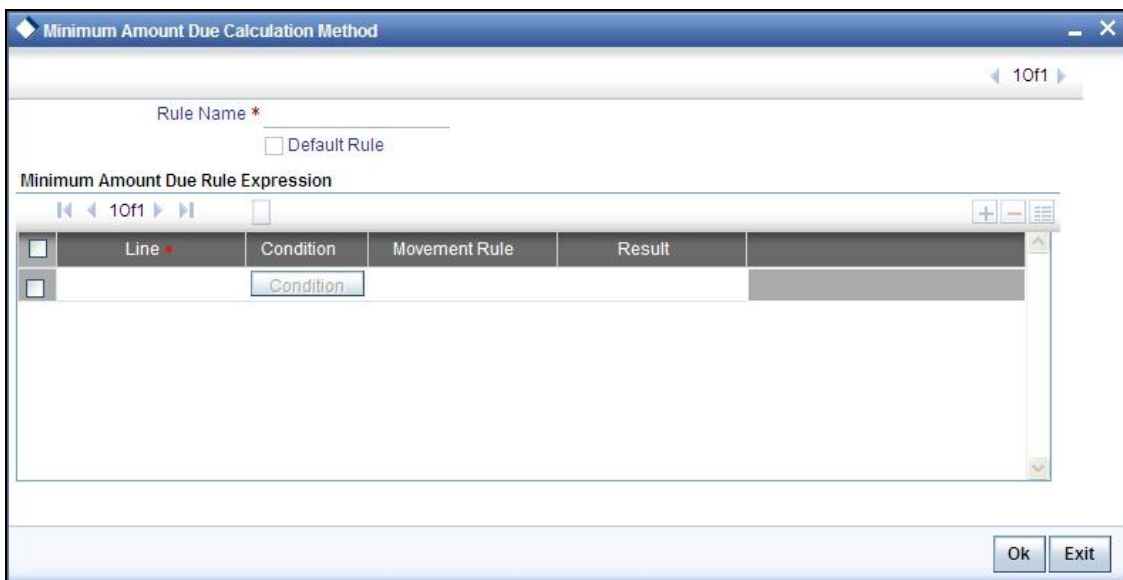 Minimum Amount Due Calculation Method
1Of1
Rule Name *
Default Rule
Minimum Amount Due Rule Expression
1Of1
Line * Condition Movement Rule Result
Condition
Ok Exit